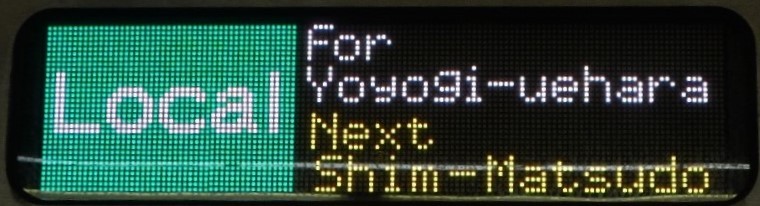 Local
For
Yoyogi-uehara
Next
Shim-Matsudo